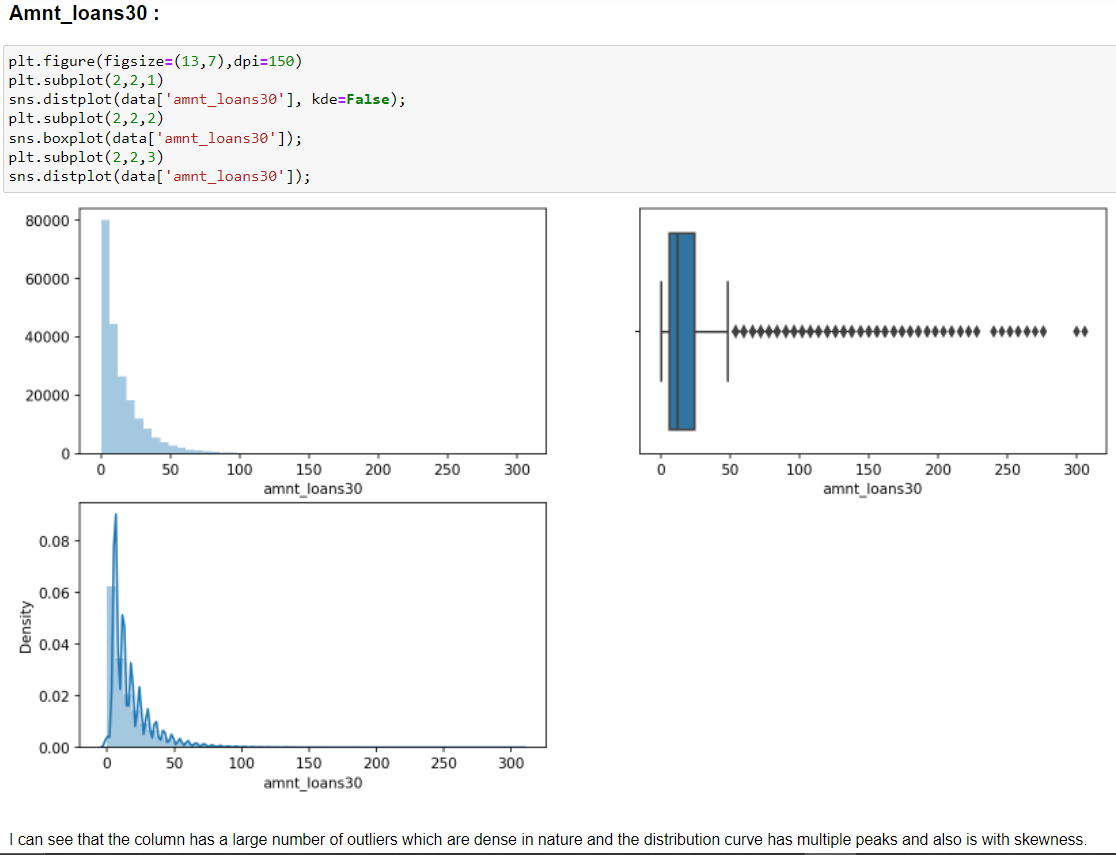 Amnt_loans30 :
plt.figure(figsize=(13,7),dpi=150)
plt.subplot(2,2,1)
sns.distplot(data['amnt_loans30'], kde=False);
plt.subplot(2,2,2)
sns.boxplot(data['amnt_loans30']);
plt.subplot(2,2,3)
sns.distplot(data['amnt_loans30']);
80000
60000
40000
20000
0
0 50 100 150 200 250 300
amnt_loans30
0 50 100 150 200 250 300
amnt_loans30
Density
0.08
0.06
0.04
0.02
0.00
0 50 100 150 200 250 300
amnt_loans30
I can see that the column has a large number of outliers which are dense in nature and the distribution curve has multiple peaks and also is with skewness.